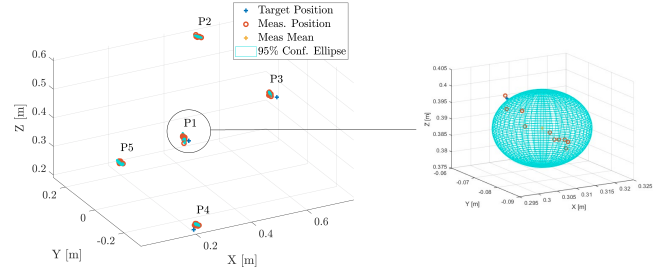 Target Position
Meas. Position
Meas Mean
95% Conf. Ellipse
P2
P3
P1
P5
P4
0.6
0.5
0.4
0.3
0.2
Z [m]
0.2
0
-0.2
Y [m]
0.2
0.4
0.6
X [m]
0.405
0.4
0.395
0.39
0.385
0.38
0.375
Z [m]
-0.06
-0.07
-0.08
-0.09
Y [m]
0.295
0.3
0.305
0.31
0.315
0.32
0.325
X [m]